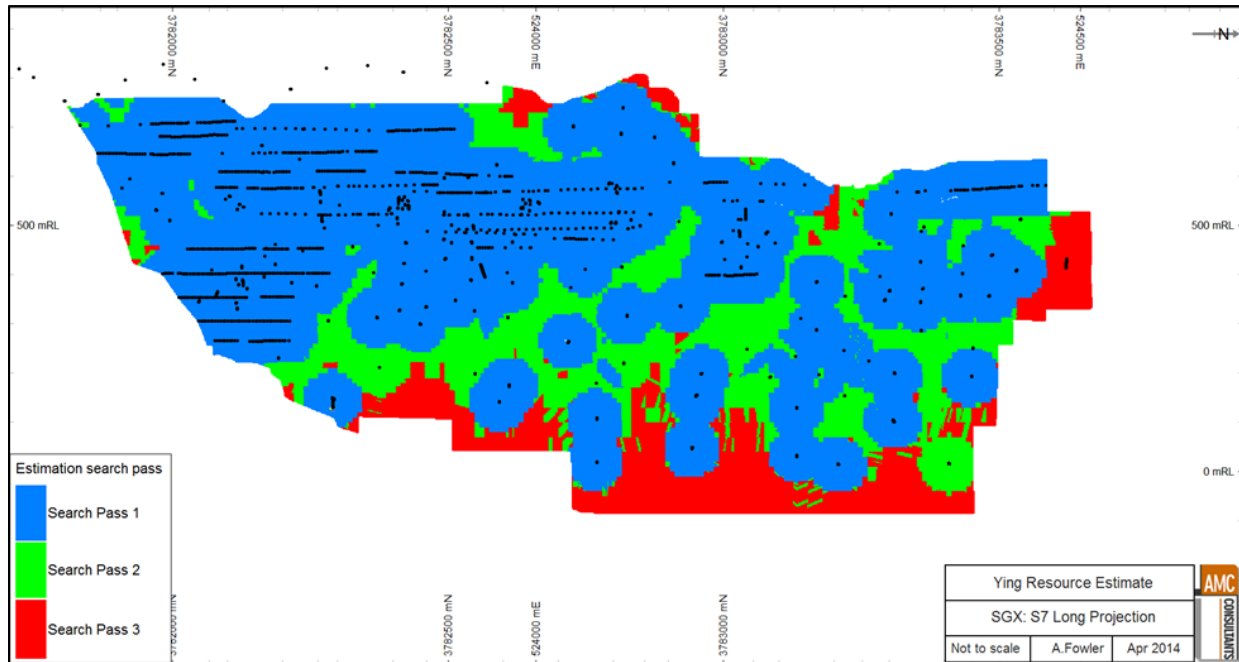 3782000 mN
3782500 mN
524000 mE
3783000 mN
3783500 mN
524500 mE
N
500 mRL
500 mRL
0 mRL
Estimation search pass
Search Pass 1
Search Pass 2
Search Pass 3
3782000 mN
3782500 mN
524000 mE
3783000 mN
3783500 mN
Ying Resource Estimate
SGX: S7 Long Projection
Not to scale
A.Fowler
Apr 2014
AMC
CONSULTANTS